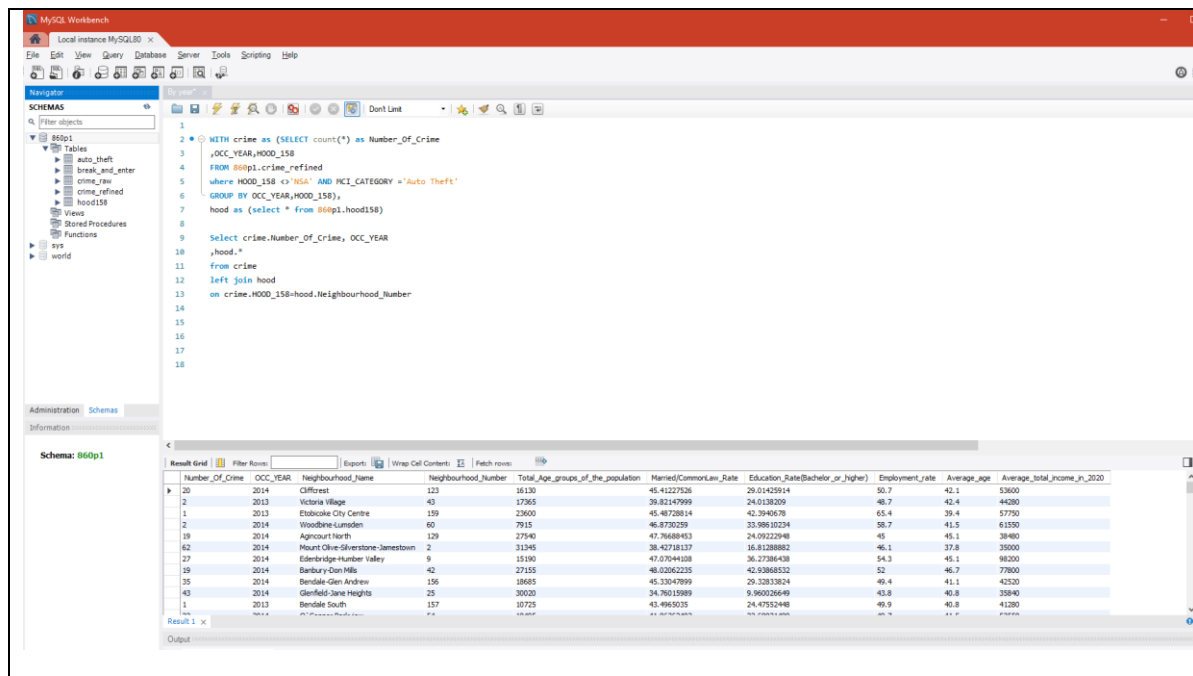 MySQL Workbench
Local instance MySQL80 ×
File Edit View Query Database Server Tools Scripting Help
Navigator
By year* ×
SCHEMAS
Filter objects
860p1
Tables
auto_theft
break_and_enter
crime_raw
crime_refined
hood158
Views
Stored Procedures
Functions
sys
world
Administration Schemas
Information
Schema: 860p1
Don't Limit
1
2 WITH crime as (SELECT count(*) as Number_Of_Crime
3 ,OCC_YEAR,HOOD_158
4 FROM 860p1.crime_refined
5 where HOOD_158 <>'NSA' AND MCI_CATEGORY ='Auto Theft'
6 GROUP BY OCC_YEAR,HOOD_158),
7 hood as (select * from 860p1.hood158)
8
9 Select crime.Number_Of_Crime, OCC_YEAR
10 ,hood.*
11 from crime
12 left join hood
13 on crime.HOOD_158=hood.Neighbourhood_Number
14
15
16
17
18
Result Grid Filter Rows: Export: Wrap Cell Content: Fetch rows:
Number_Of_Crime OCC_YEAR Neighbourhood_Name Neighbourhood_Number Total_Age_groups_of_the_population Married/CommonLaw_Rate Education_Rate(Bachelor_or_higher) Employment_rate Average_age Average_total_income_in_2020
20 2014 Cliffcrest 123 16130 45.41227526 29.01425914 50.7 42.1 53600
2 2013 Victoria Village 43 17365 39.82147999 24.0138209 48.7 42.4 44280
1 2013 Etobicoke City Centre 159 23600 45.48728814 42.3940678 65.4 39.4 57750
2 2014 Woodbine-Lumsden 60 7915 46.8730259 33.98610234 58.7 41.5 61550
19 2014 Agincourt North 129 27540 47.76688453 24.09222948 45 45.1 38480
62 2014 Mount Olive-Silverstone-Jamestown 2 31345 38.42718137 16.81288882 46.1 37.8 35000
27 2014 Edenbridge-Humber Valley 9 15190 47.07044108 36.27386438 54.3 45.1 98200
19 2014 Banbury-Don Mills 42 27155 48.02062235 42.93868532 52 46.7 77800
35 2014 Bendale-Glen Andrew 156 18685 45.33047899 29.32833824 49.4 41.1 42520
43 2014 Glenfield-Jane Heights 25 30020 34.76015989 9.960026649 43.8 40.8 35840
1 2013 Bendale South 157 10725 43.4965035 24.47552448 49.9 40.8 41280
Result 1 ×
Output